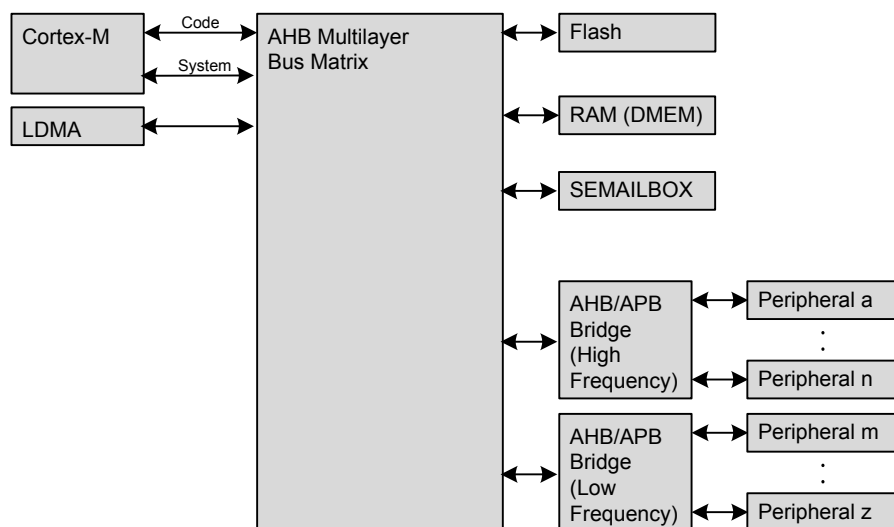 Cortex-M
Code
System
LDMA
AHB Multilayer
Bus Matrix
Flash
RAM (DMEM)
SEMAILBOX
AHB/APB
Bridge
(High
Frequency)
Peripheral a
Peripheral n
AHB/APB
Bridge
(Low
Frequency)
Peripheral m
Peripheral z